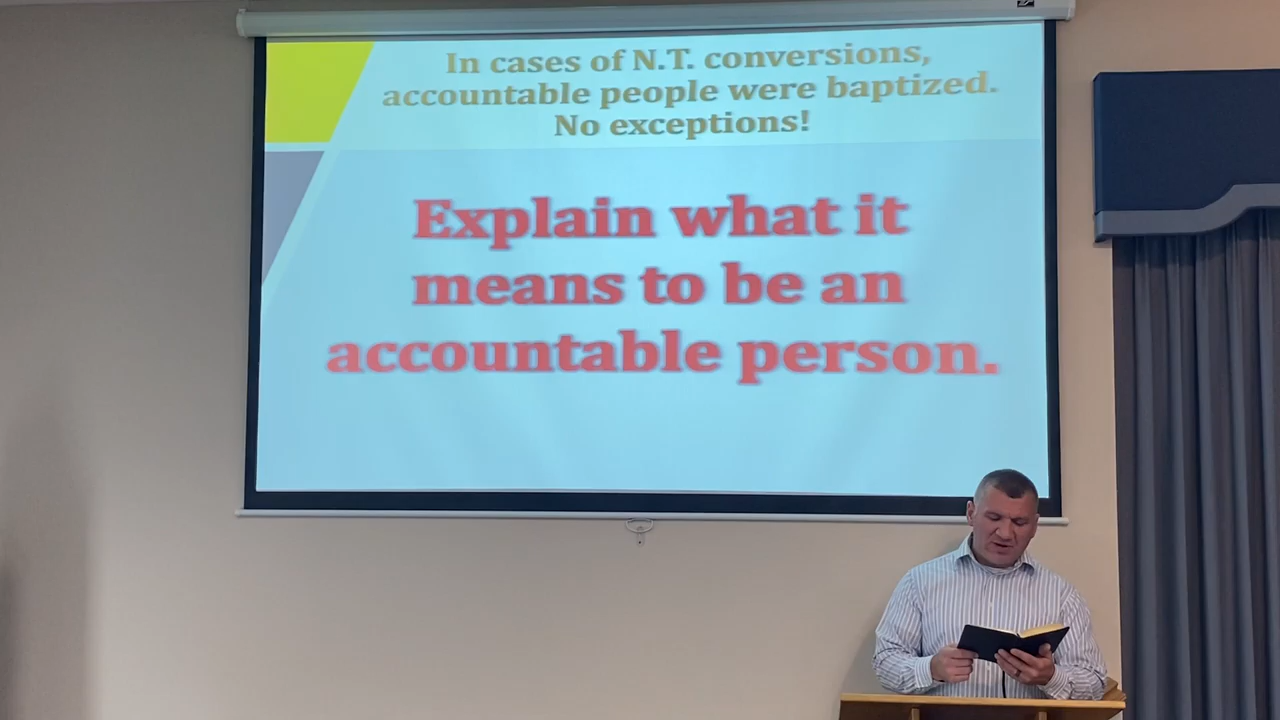 In cases of N.T. conversions,
accountable people were baptized.
No exceptions!
Explain what it
means to be an
accountable person.